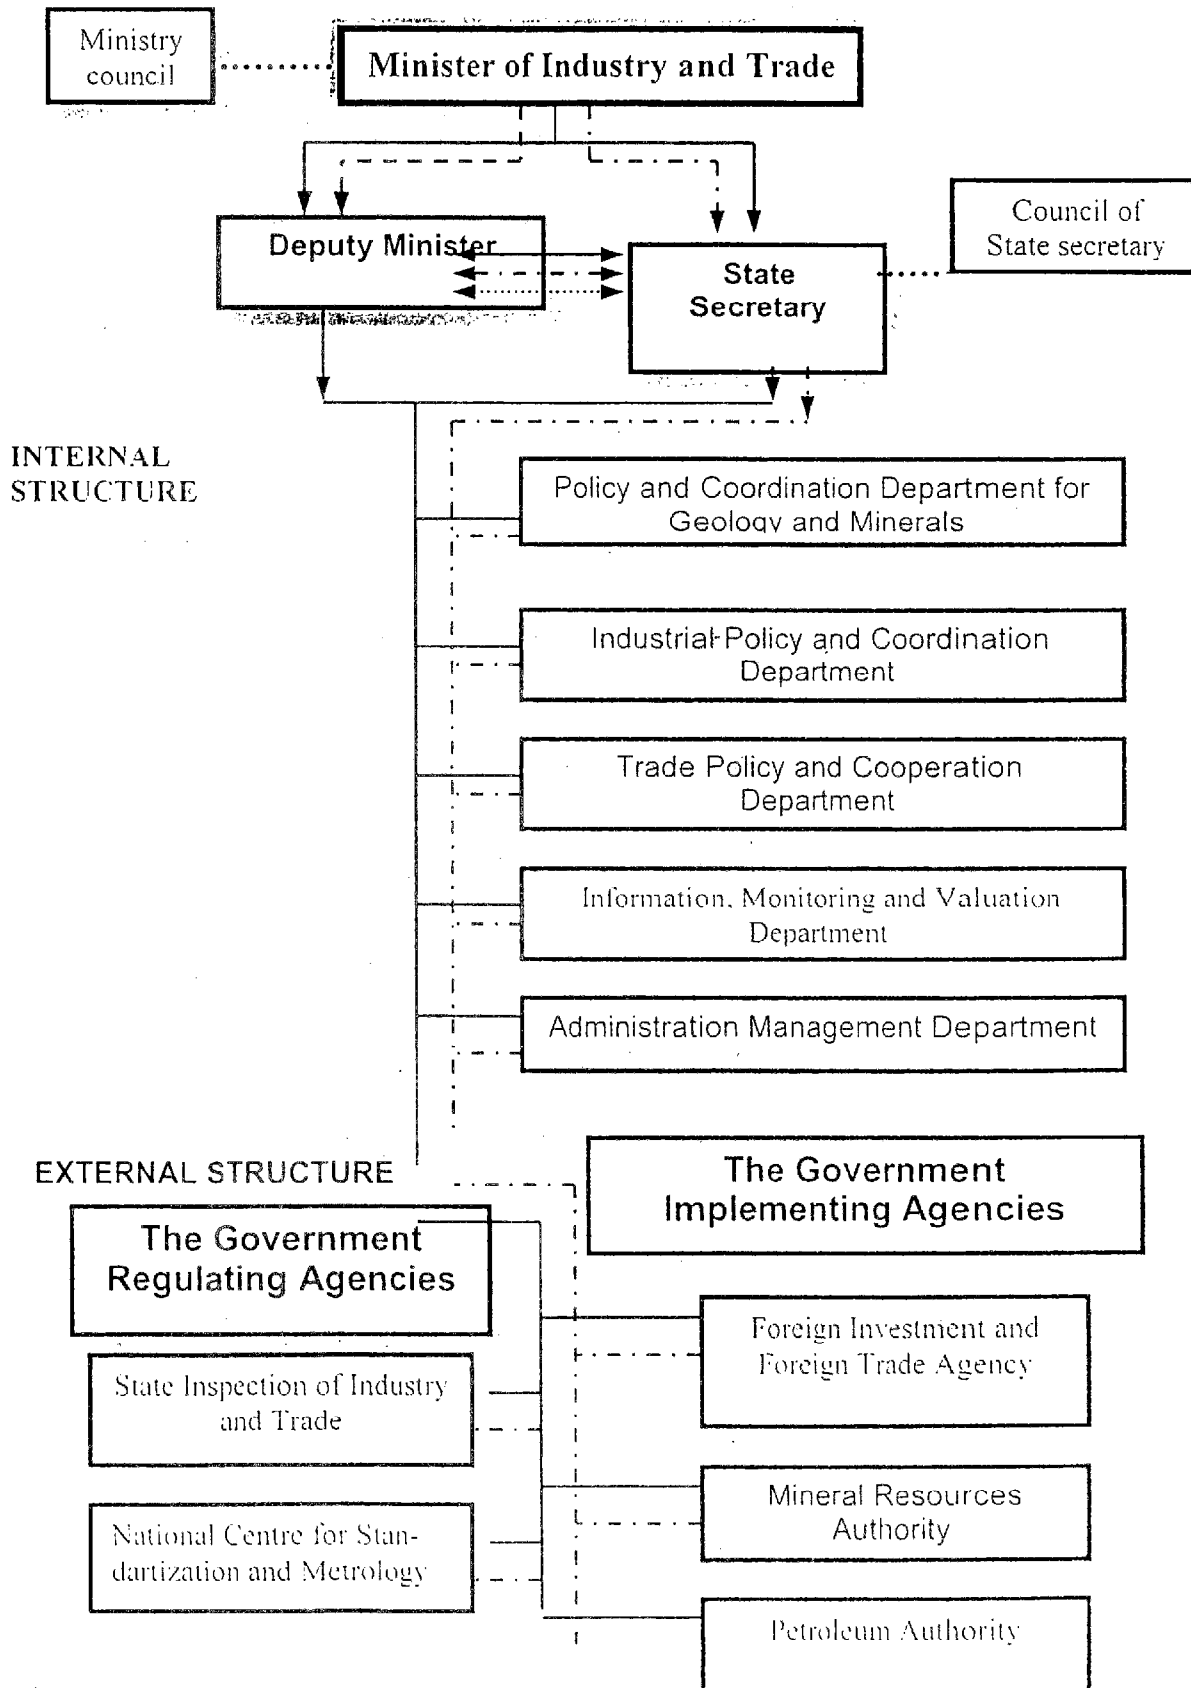 Ministry
council
Minister of Industry and Trade
Deputy Minister
State
Secretary
Council of
State secretary
INTERNAL
STRUCTURE
Policy and Coordination Department for
Geology and Minerals
Industrial-Policy and Coordination
Department
Trade Policy and Cooperation
Department
Information, Monitoring and Valuation
Department
Administration Management Department
EXTERNAL STRUCTURE
The Government
Regulating Agencies
The Government
Implementing Agencies
State Inspection of Industry
and Trade
National Centre for Stan-
dartization and Metrology
Foreign Investment and
Foreign Trade Agency
Mineral Resources
Authority
Petroleum Authority